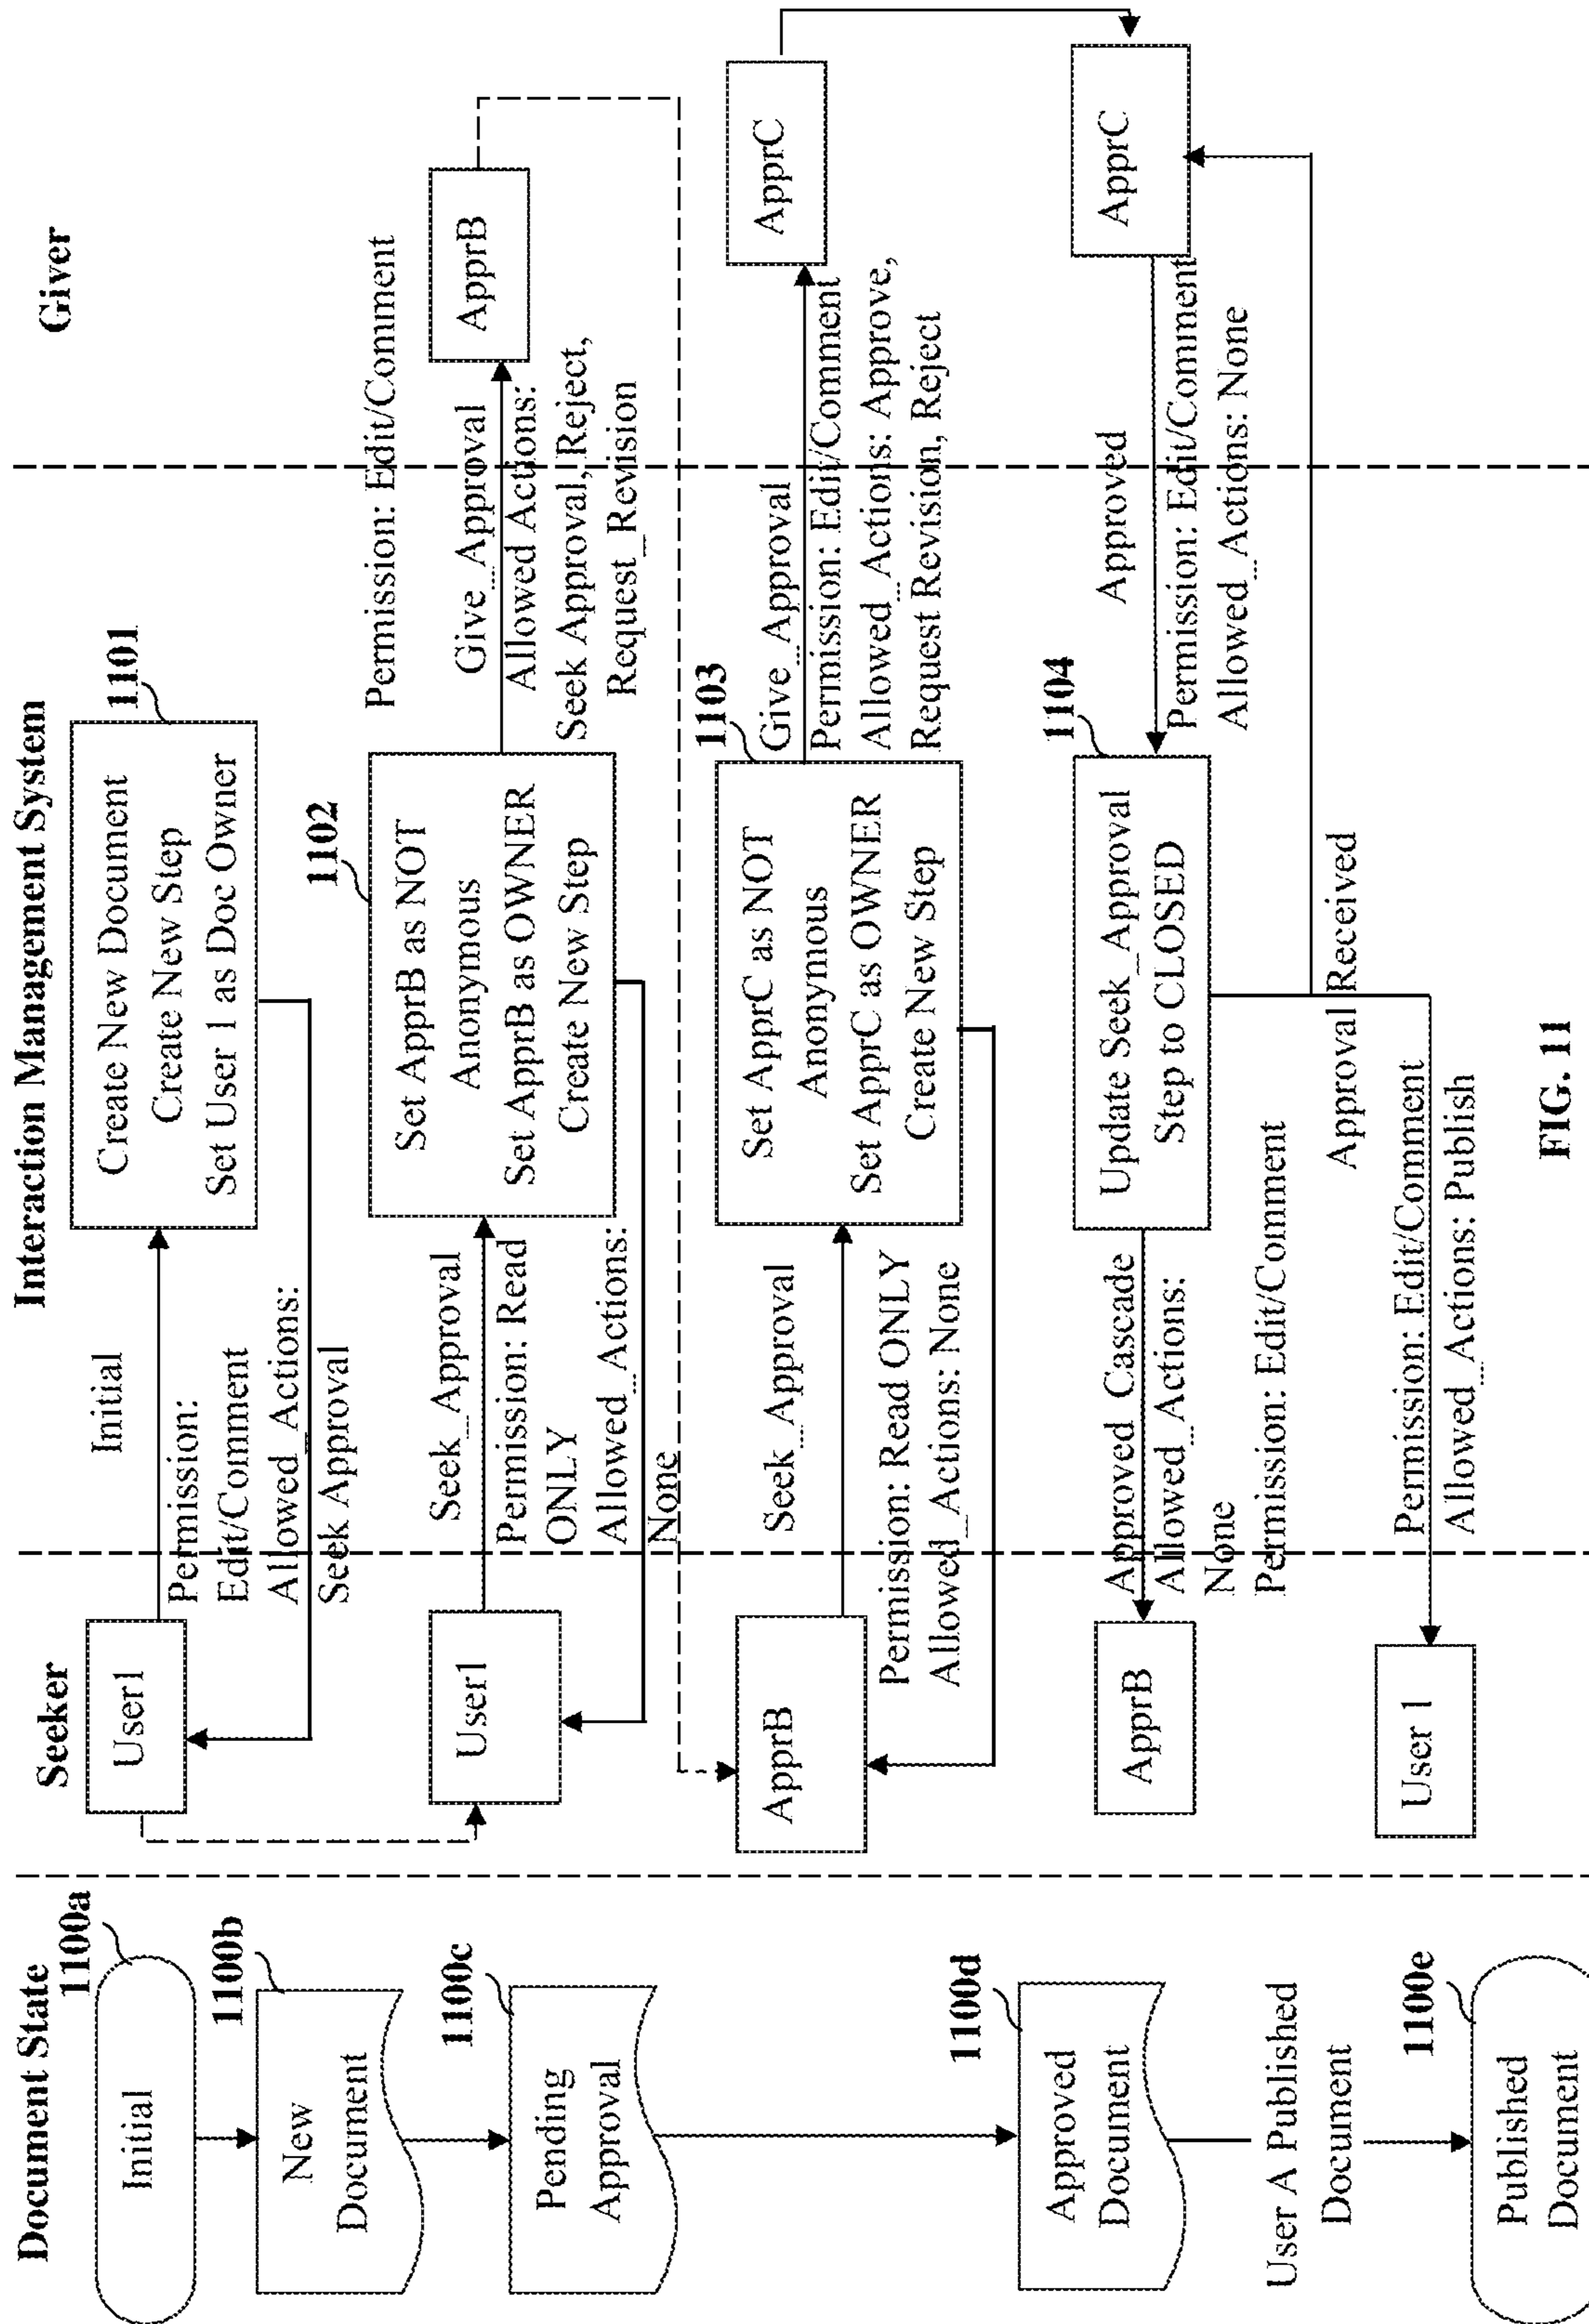 Document State
Seeker
Interaction Management System
Giver
1100a
Initial
1100b
New
Document
1100c
Pending
Approval
1100d
Approved
Document
User A Published
Document
1100e
Published
Document
User1
Initial
Permission:
Edit/Comment
Allowed_Actions:
Seek Approval
1101
Create New Document
Create New Step
Set User 1 as Doc Owner
User1
Seek_Approval
Permission: Read
ONLY
Allowed_Actions:
None
1102
Set ApprB as NOT
Anonymous
Set ApprB as OWNER
Create New Step
Permission: Edit/Comment
Give_Approval
Allowed Actions:
Seek Approval, Reject,
Request_Revision
ApprB
ApprB
Seek_Approval
Permission: Read ONLY
Allowed_Actions: None
1103
Set ApprC as NOT
Anonymous
Set ApprC as OWNER
Create New Step
Give_Approval
Permission: Edit/Comment
Allowed_Actions: Approve,
Request Revision, Reject
ApprC
ApprB
Approved_Cascade
Allowed_Actions:
None
Permission: Edit/Comment
1104
Update Seek_Approval
Step to CLOSED
Approved
Permission: Edit/Comment
Allowed_Actions: None
ApprC
Approval Received
User 1
Permission: Edit/Comment
Allowed_Actions: Publish
FIG. 11